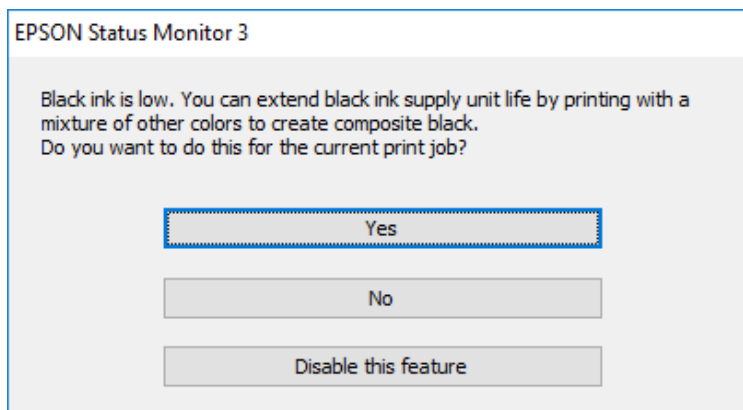 EPSON Status Monitor 3
Black ink is low. You can extend black ink supply unit life by printing with a
mixture of other colors to create composite black.
Do you want to do this for the current print job?
Yes
No
Disable this feature